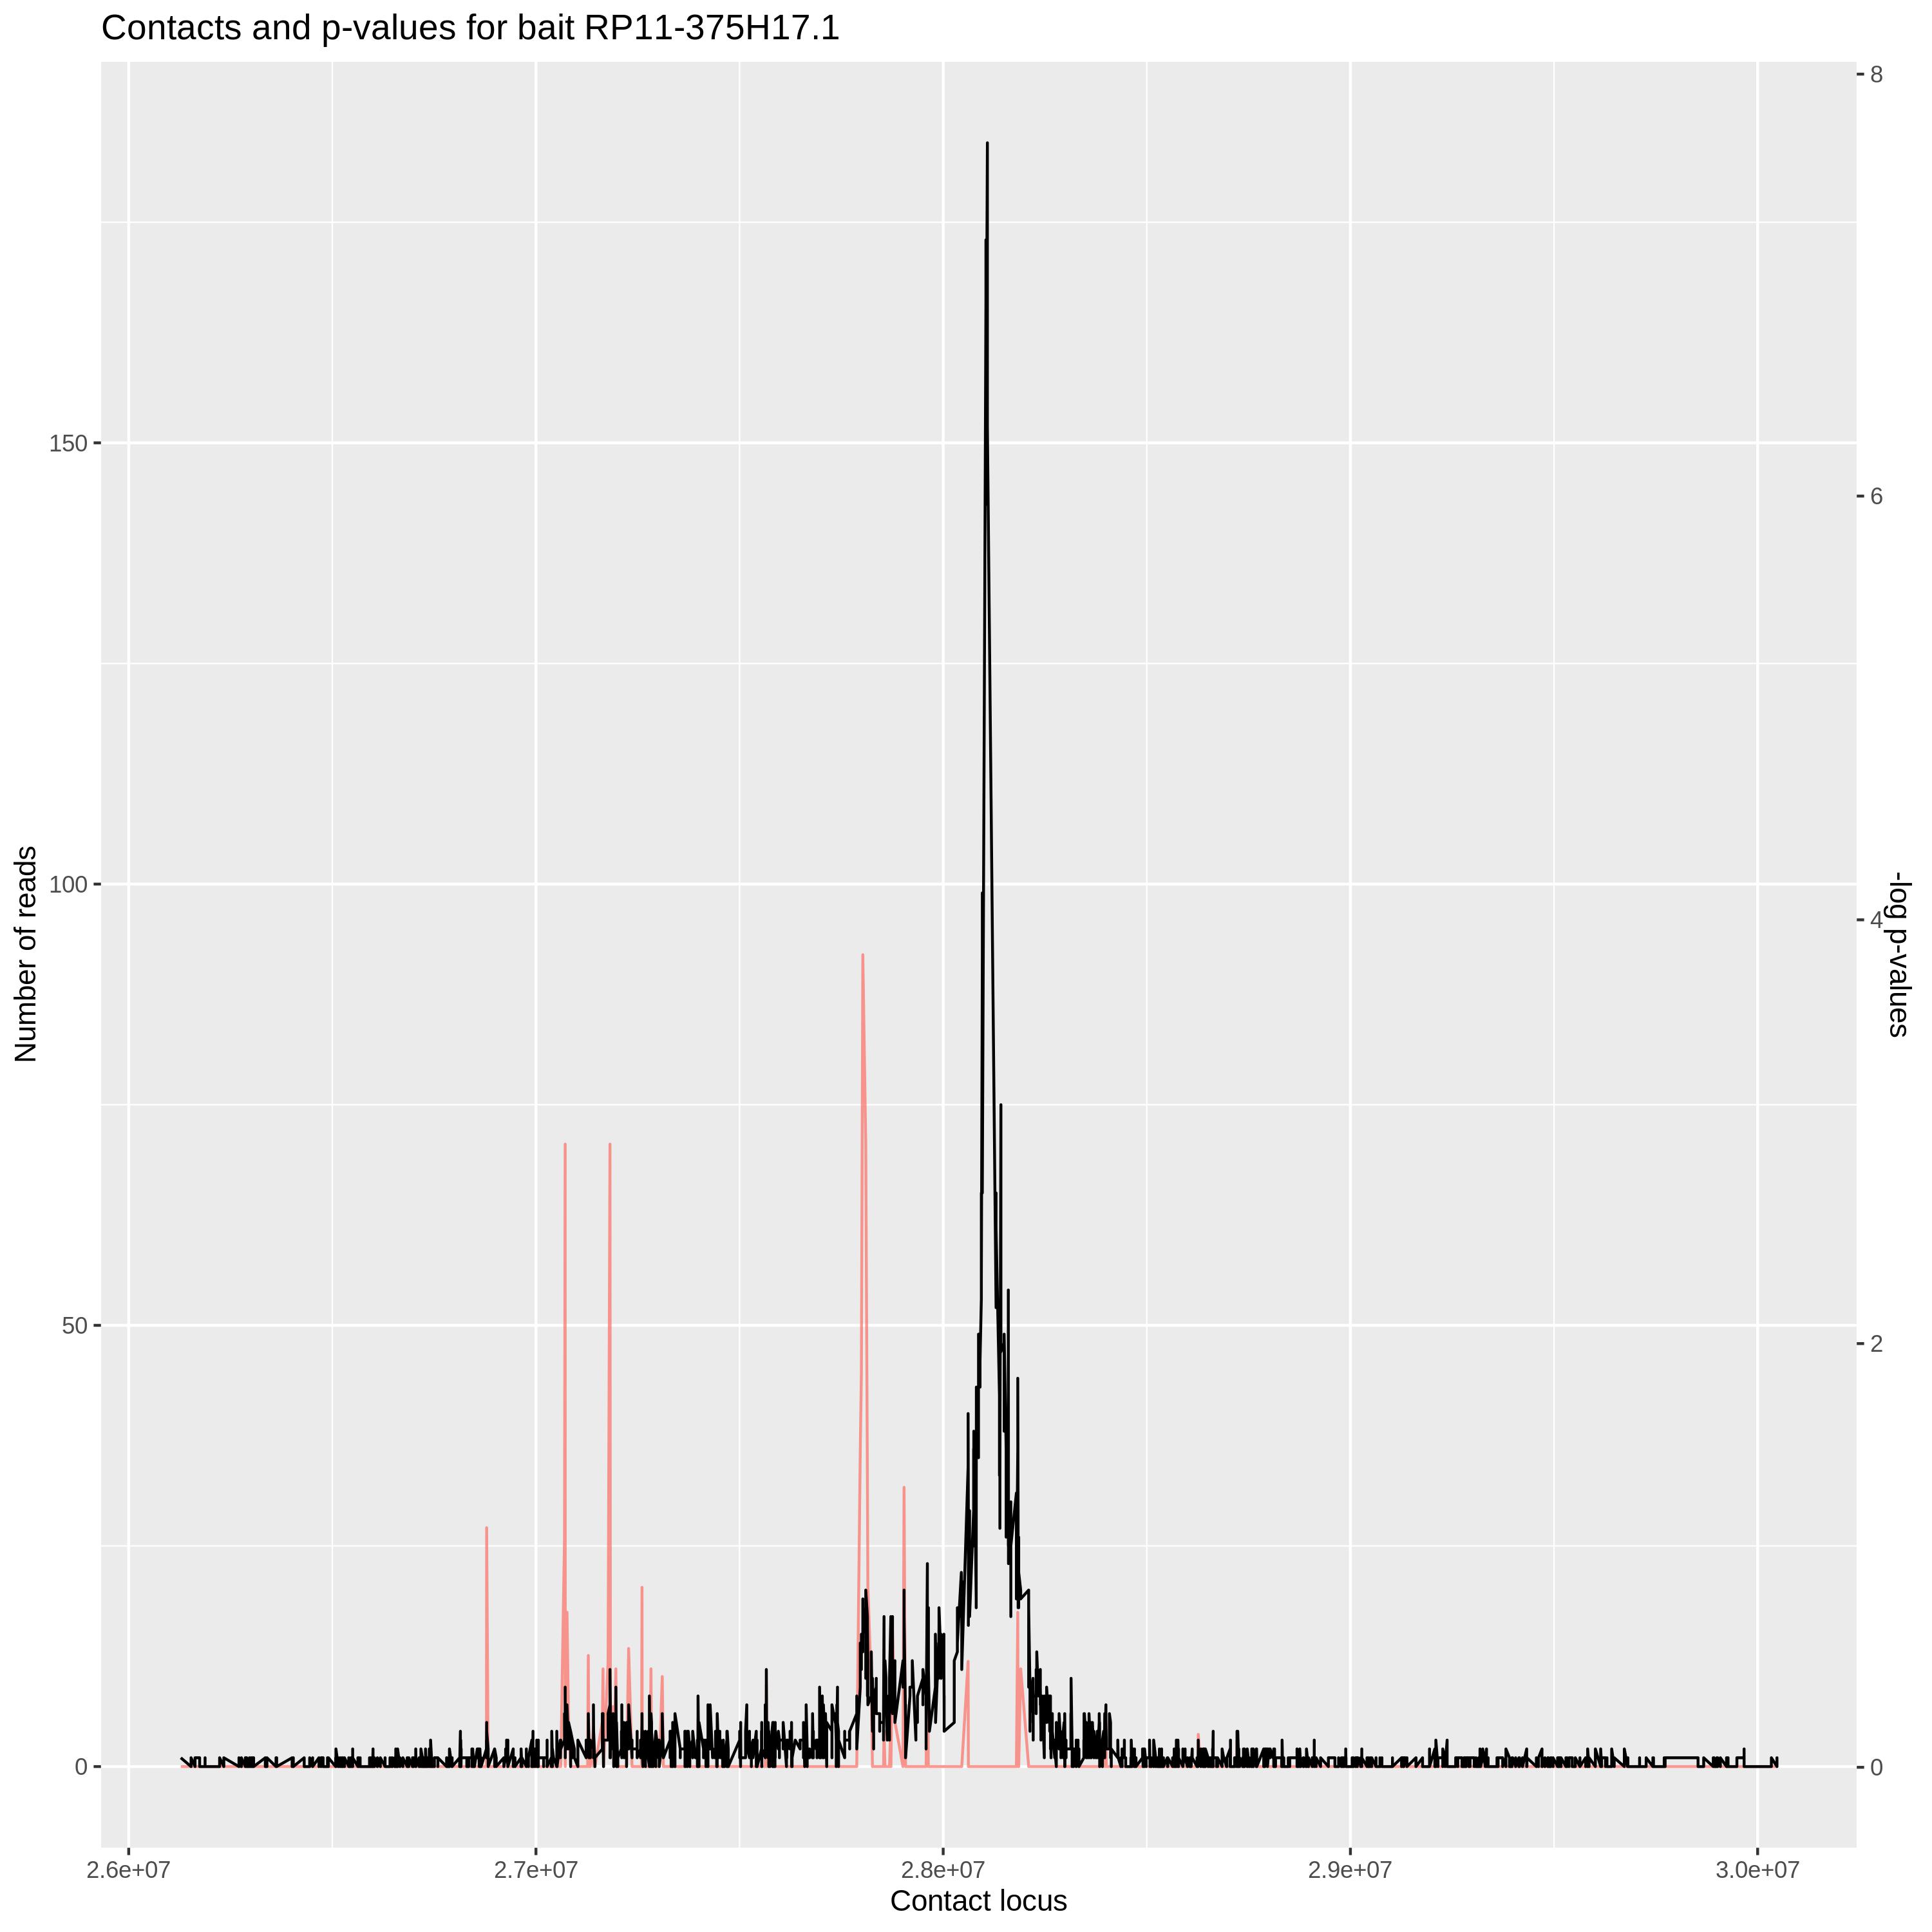 Contacts and p-values for bait RP11-375H17.1
8
150
6
100
4
50
2
0
0
Number of reads
-log p-values
2.6e+07
2.7e+07
2.8e+07
2.9e+07
3.0e+07
Contact locus